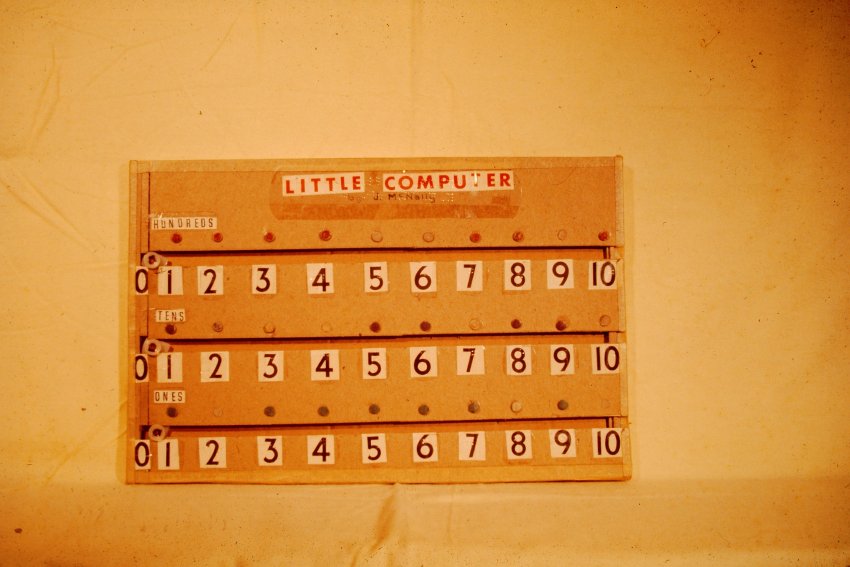 LITTLE COMPUTER
J. McNally
HUNDREDS
0 1 2 3 4 5 6 7 8 9 10
TENS
0 1 2 3 4 5 6 7 8 9 10
ONES
0 1 2 3 4 5 6 7 8 9 10